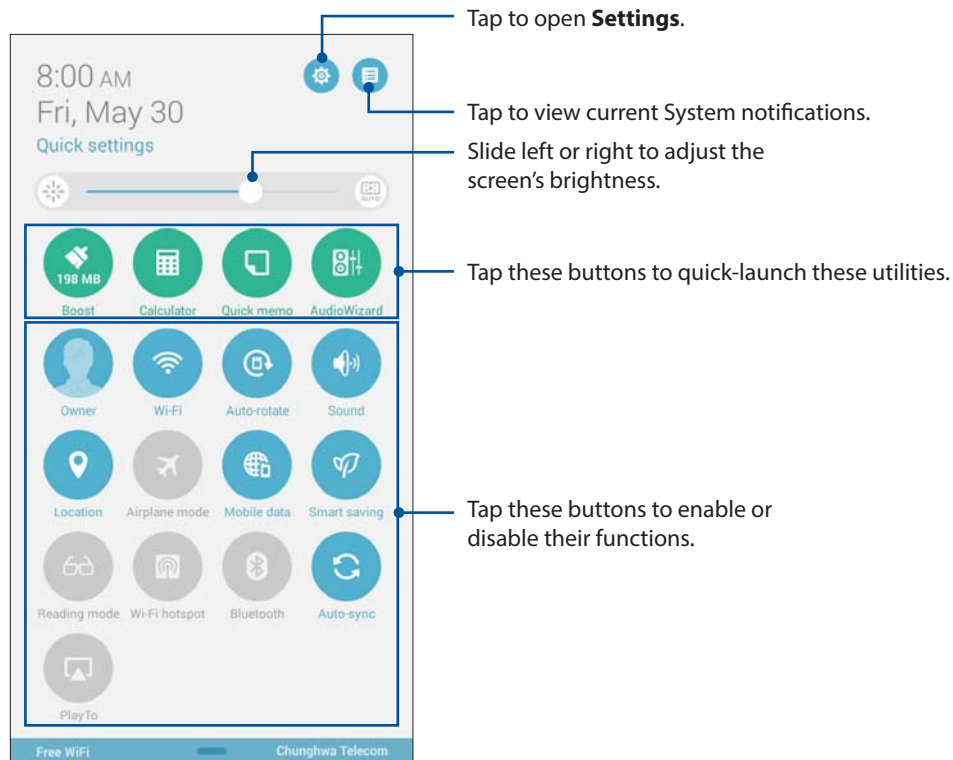 Tap to open Settings.
8:00 AM
Fri, May 30
Quick settings
Tap to view current System notifications.
Slide left or right to adjust the
screen's brightness.
AUTO
198 MB
Boost Calculator Quick memo AudioWizard
Tap these buttons to quick-launch these utilities.
Owner Wi-Fi Auto-rotate Sound
Location Airplane mode Mobile data Smart saving
Tap these buttons to enable or
disable their functions.
Reading mode Wi-Fi hotspot Bluetooth Auto-sync
PlayTo
Free WiFi Chunghwa Telecom